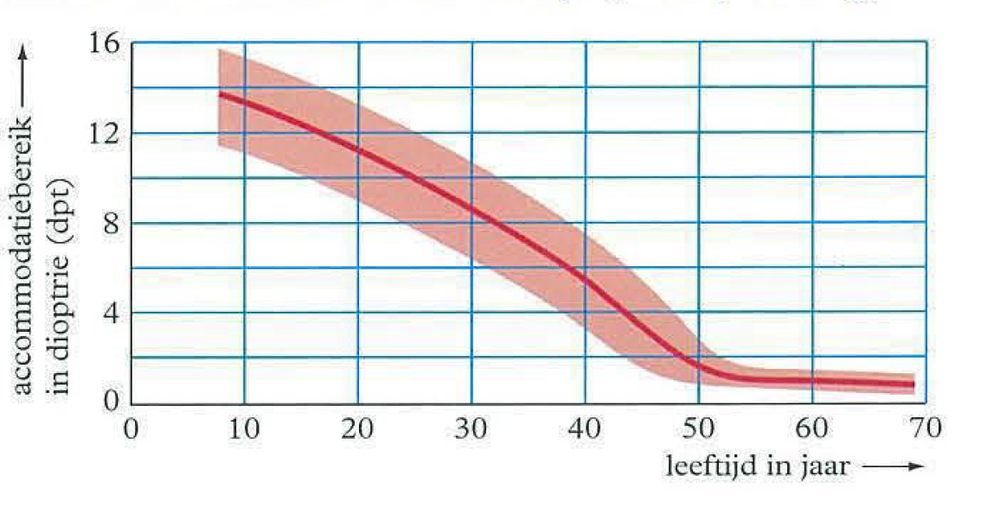 accommodatiebereik
in dioptrie (dpt)
16
12
8
4
0
0 10 20 30 40 50 60 70
leeftijd in jaar